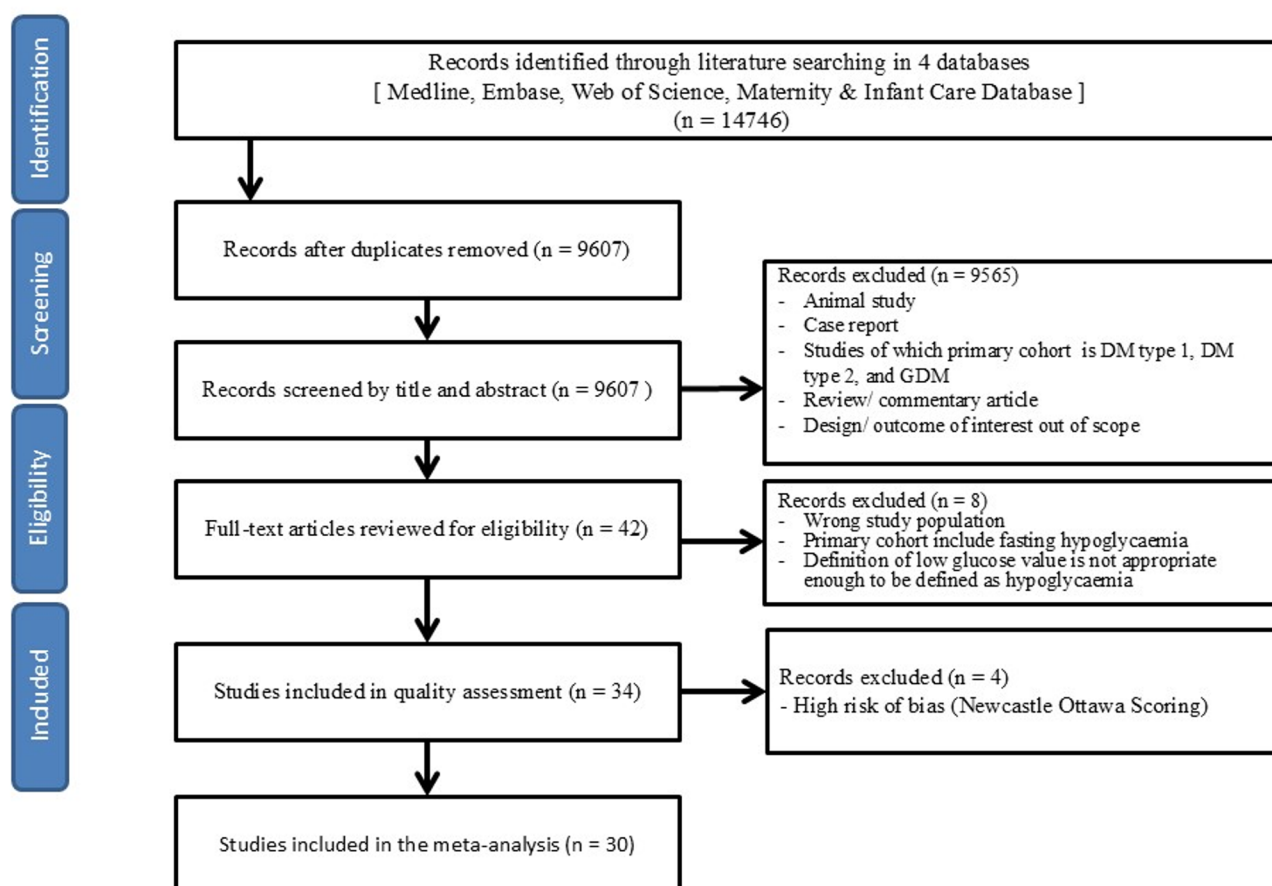 Identification
Records identified through literature searching in 4 databases
[ Medline, Embase, Web of Science, Maternity & Infant Care Database ]
(n = 14746)
Screening
Records after duplicates removed (n = 9607)
Records screened by title and abstract (n = 9607 )
Records excluded (n = 9565)
- Animal study
- Case report
- Studies of which primary cohort is DM type 1, DM
type 2, and GDM
- Review/ commentary article
- Design/ outcome of interest out of scope
Eligibility
Full-text articles reviewed for eligibility (n = 42)
Records excluded (n = 8)
- Wrong study population
- Primary cohort include fasting hypoglycaemia
- Definition of low glucose value is not appropriate
enough to be defined as hypoglycaemia
Included
Studies included in quality assessment (n = 34)
Records excluded (n = 4)
- High risk of bias (Newcastle Ottawa Scoring)
Studies included in the meta-analysis (n = 30)